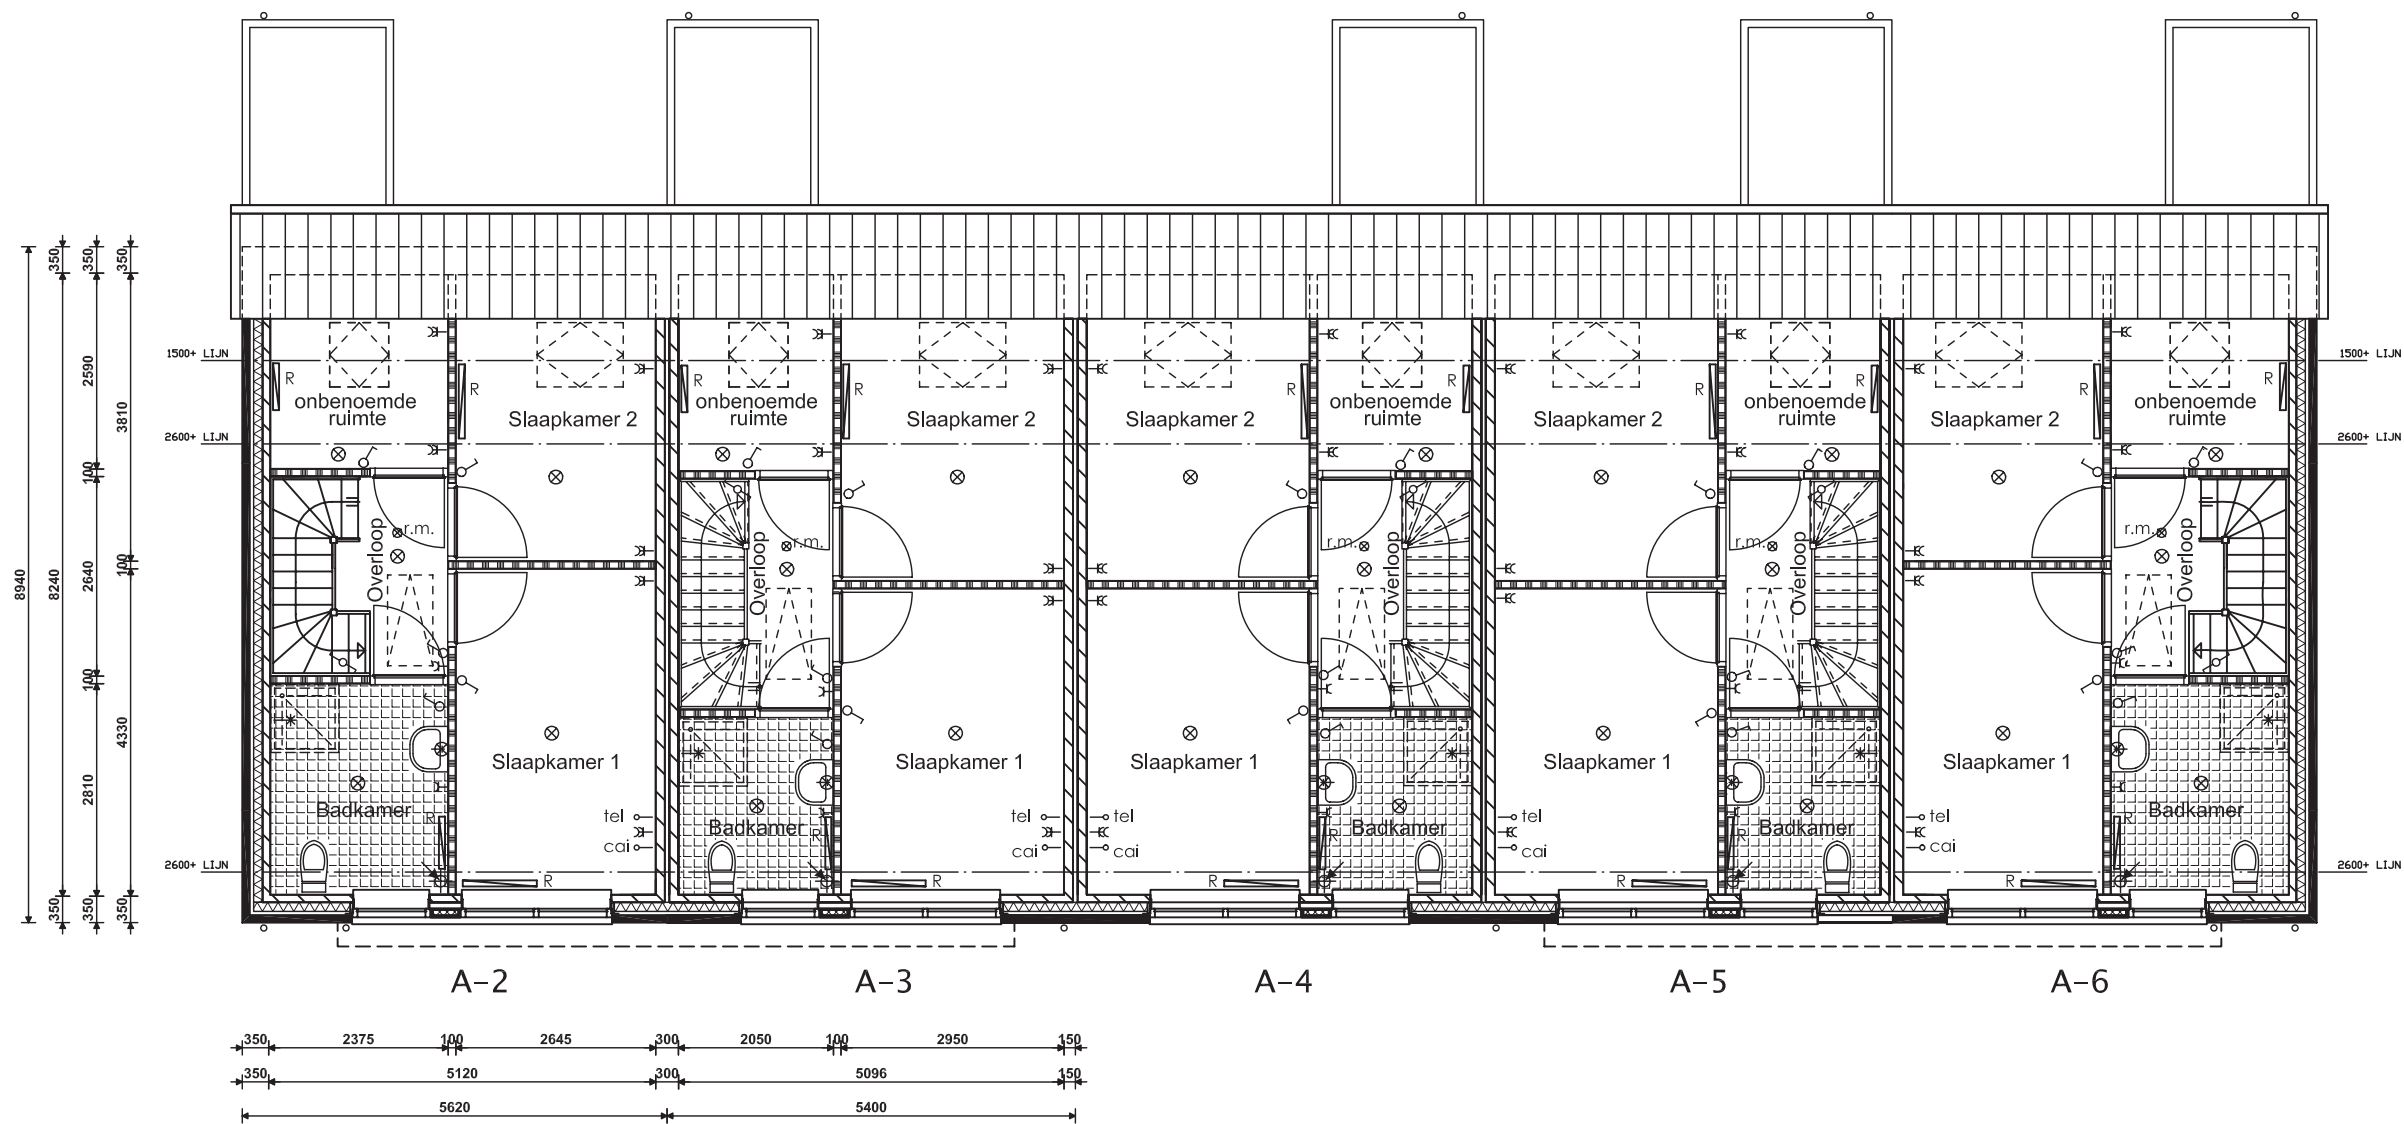 350
350
350
8940
8240
2590
3810
100
2640
100
100
4330
2810
350
350
350
1500+ LIJN
2600+ LIJN
2600+ LIJN
1500+ LIJN
2600+ LIJN
2600+ LIJN
R
onbenoemde
ruimte
R
Slaapkamer 2
r.m.
Overloop
Slaapkamer 1
Badkamer
R
tel
cai
R
R
onbenoemde
ruimte
R
Slaapkamer 2
r.m.
Overloop
Slaapkamer 1
Badkamer
R
tel
cai
R
R
onbenoemde
ruimte
R
Slaapkamer 2
r.m.
Overloop
Slaapkamer 1
Badkamer
R
tel
cai
R
R
onbenoemde
ruimte
R
Slaapkamer 2
r.m.
Overloop
Slaapkamer 1
Badkamer
R
tel
cai
R
R
onbenoemde
ruimte
R
Slaapkamer 2
r.m.
Overloop
Slaapkamer 1
Badkamer
R
tel
cai
R
A-2
A-3
A-4
A-5
A-6
350 2375 100 2645 300 2050 100 2950 150
350 5120 300 5096 150
5620 5400